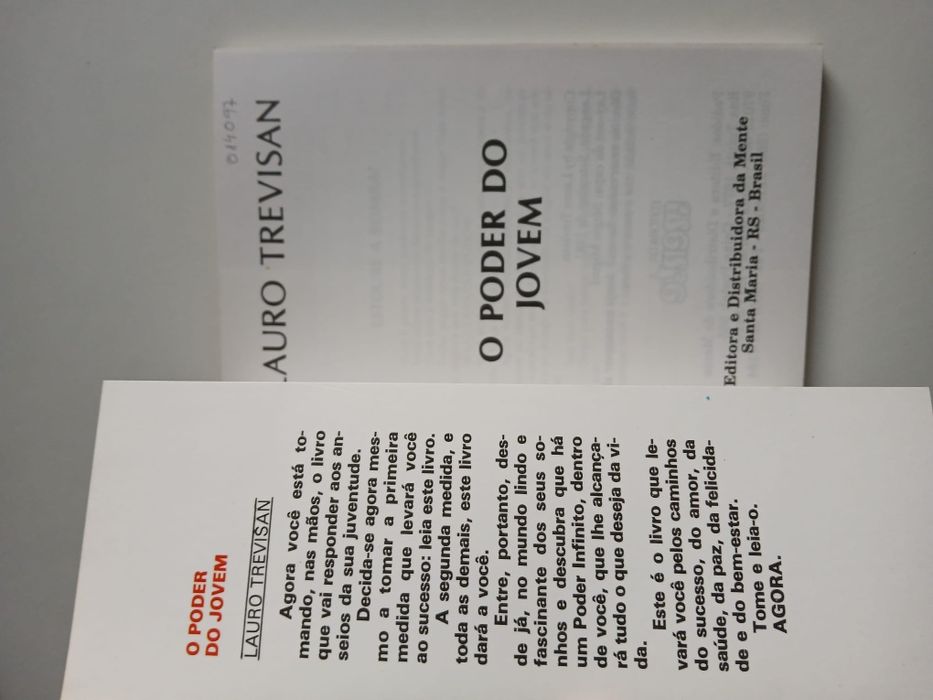 014097
LAURO TREVISAN
O PODER DO
JOVEM
Editora e Distribuidora da Mente
Santa Maria - RS - Brasil
O PODER
DO JOVEM
LAURO TREVISAN
Agora você está to-
mando, nas mãos, o livro
que vai responder aos an-
seios da sua juventude.
Decida-se agora mes-
mo a tomar a primeira
medida que levará você
ao sucesso: leia este livro.
A segunda medida, e
toda as demais, este livro
dará a você.
Entre, portanto, des-
de já, no mundo lindo e
fascinante dos seus so-
nhos e descubra que há
um Poder Infinito, dentro
de você, que lhe alcança-
rá tudo o que deseja da vi-
da.
Este é o livro que le-
vará você pelos caminhos
do sucesso, do amor, da
saúde, da paz, da felicida-
de e do bem-estar.
Tome e leia-o.
AGORA.